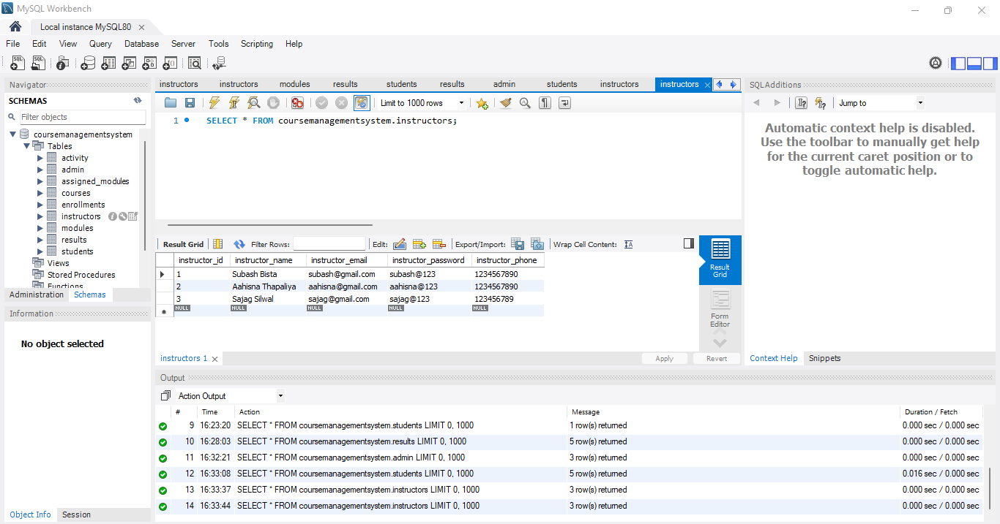 MySQL Workbench
Local instance MySQL80
File Edit View Query Database Server Tools Scripting Help
Navigator
SCHEMAS
Filter objects
coursemanagementsystem
Tables
activity
admin
assigned_modules
courses
enrollments
instructors
modules
results
students
Views
Stored Procedures
Functions
Administration Schemas
Information
No object selected
Object Info Session
instructors instructors modules results students results admin students instructors instructors
Limit to 1000 rows
1 SELECT * FROM coursemanagementsystem.instructors;
Result Grid Filter Rows: Edit: Export/Import: Wrap Cell Content:
instructor_id instructor_name instructor_email instructor_password instructor_phone
1 Subash Bista subash@gmail.com subash@123 1234567890
2 Aahisna Thapaliya aahisna@gmail.com aahisna@123 1234567890
3 Sajag Silwal sajag@gmail.com sajag@123 123456789
NULL NULL NULL NULL NULL
Result
Grid
Form
Editor
instructors 1
Apply Revert
SQLAdditions
Jump to
Automatic context help is disabled.
Use the toolbar to manually get help
for the current caret position or to
toggle automatic help.
Context Help Snippets
Output
Action Output
# Time Action Message Duration / Fetch
9 16:23:20 SELECT * FROM coursemanagementsystem.students LIMIT 0, 1000 1 row(s) returned 0.000 sec / 0.000 sec
10 16:28:03 SELECT * FROM coursemanagementsystem.results LIMIT 0, 1000 5 row(s) returned 0.000 sec / 0.000 sec
11 16:32:21 SELECT * FROM coursemanagementsystem.admin LIMIT 0, 1000 3 row(s) returned 0.000 sec / 0.000 sec
12 16:33:08 SELECT * FROM coursemanagementsystem.students LIMIT 0, 1000 5 row(s) returned 0.016 sec / 0.000 sec
13 16:33:37 SELECT * FROM coursemanagementsystem.instructors LIMIT 0, 1000 3 row(s) returned 0.000 sec / 0.000 sec
14 16:33:44 SELECT * FROM coursemanagementsystem.instructors LIMIT 0, 1000 3 row(s) returned 0.000 sec / 0.000 sec